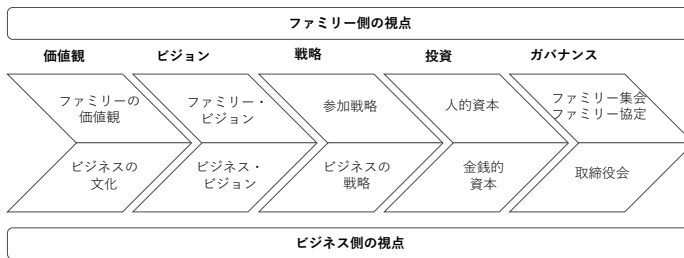 ファミリー側の視点
価値観
ビジョン
戦略
投資
ガバナンス
ファミリーの
価値観
ファミリー・
ビジョン
参加戦略
人的資本
ファミリー集会
ファミリー協定
ビジネスの
文化
ビジネス・
ビジョン
ビジネスの
戦略
金銭的
資本
取締役会
ビジネス側の視点